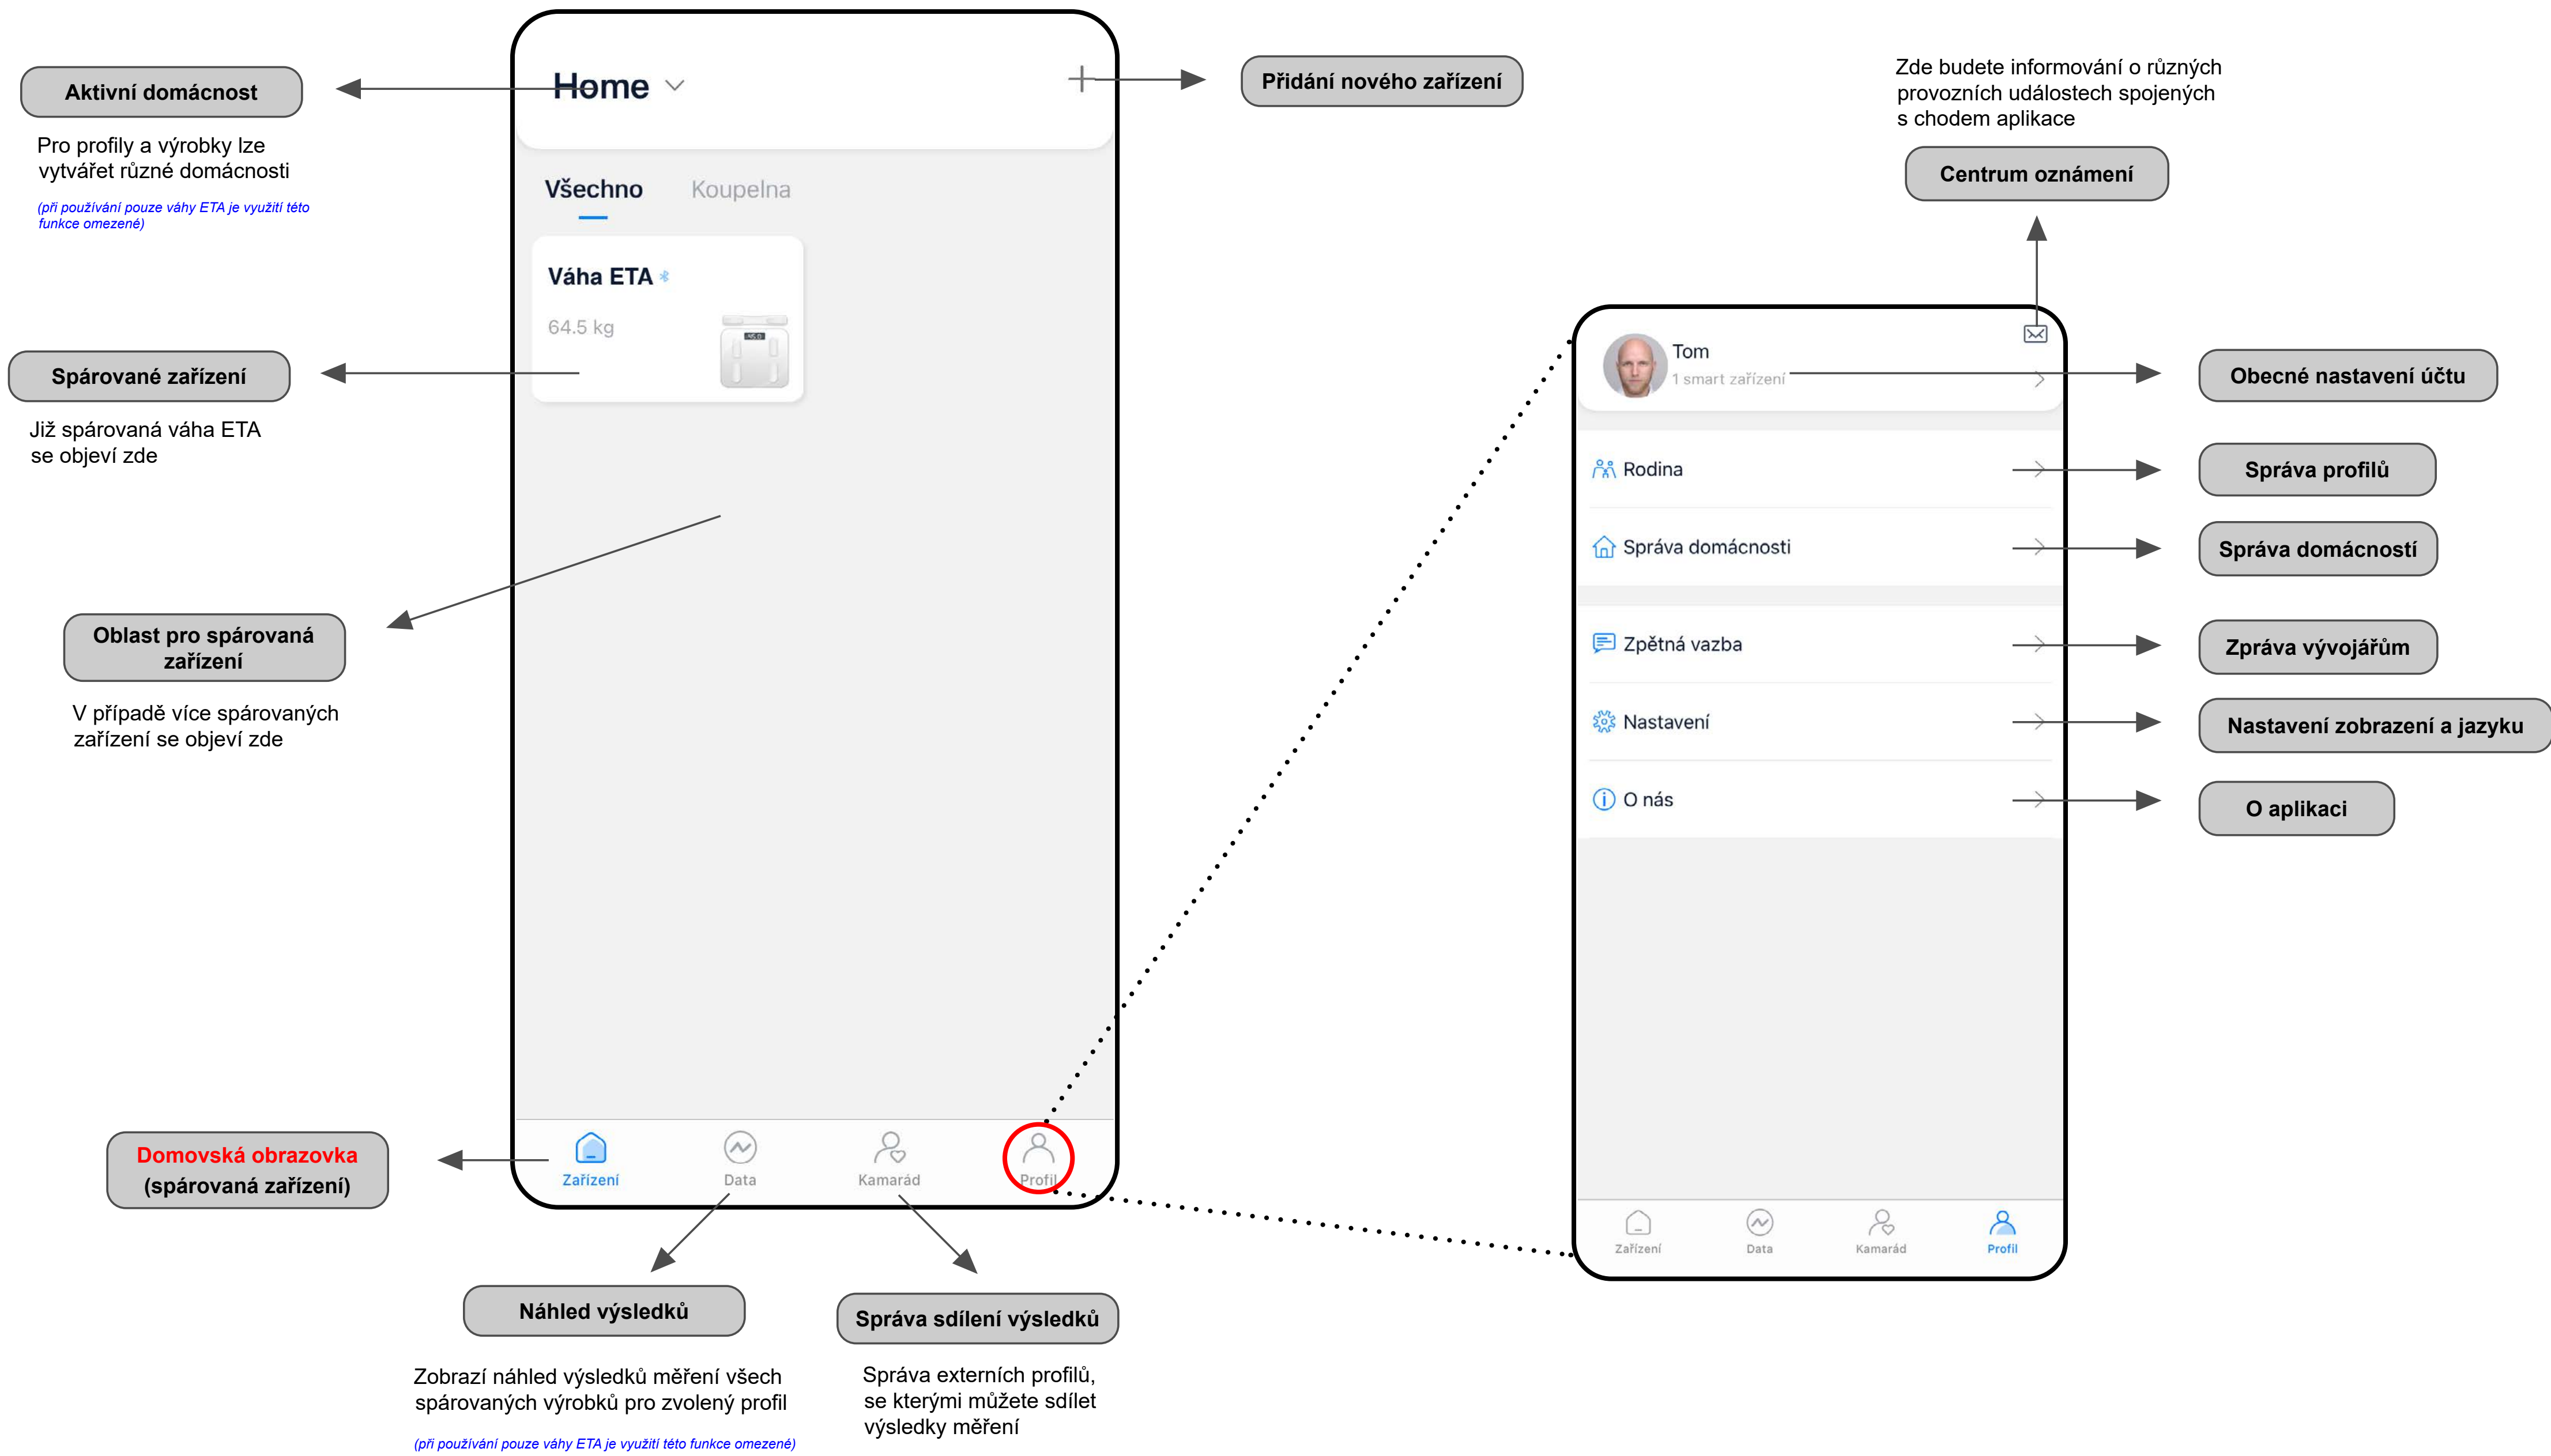 Aktivní domácnost
Pro profily a výrobky lze
vytvářet různé domácnosti
(při používání pouze váhy ETA je využití této
funkce omezené)
Spárované zařízení
Již spárovaná váha ETA
se objeví zde
Oblast pro spárovaná
zařízení
V případě více spárovaných
zařízení se objeví zde
Domovská obrazovka
(spárovaná zařízení)
Home
Všechno
Koupelna
Váha ETA
64.5 kg
Zařízení
Data
Kamarád
Profil
Přidání nového zařízení
Náhled výsledků
Zobrazí náhled výsledků měření všech
spárovaných výrobků pro zvolený profil
(při používání pouze váhy ETA je využití této funkce omezené)
Správa sdílení výsledků
Správa externích profilů,
se kterými můžete sdílet
výsledky měření
Zde budete informování o různých
provozních událostech spojených
s chodem aplikace
Centrum oznámení
Tom
1 smart zařízení
Rodina
Správa domácnosti
Zpětná vazba
Nastavení
O nás
Zařízení
Data
Kamarád
Profil
Obecné nastavení účtu
Správa profilů
Správa domácností
Zpráva vývojářům
Nastavení zobrazení a jazyku
O aplikaci